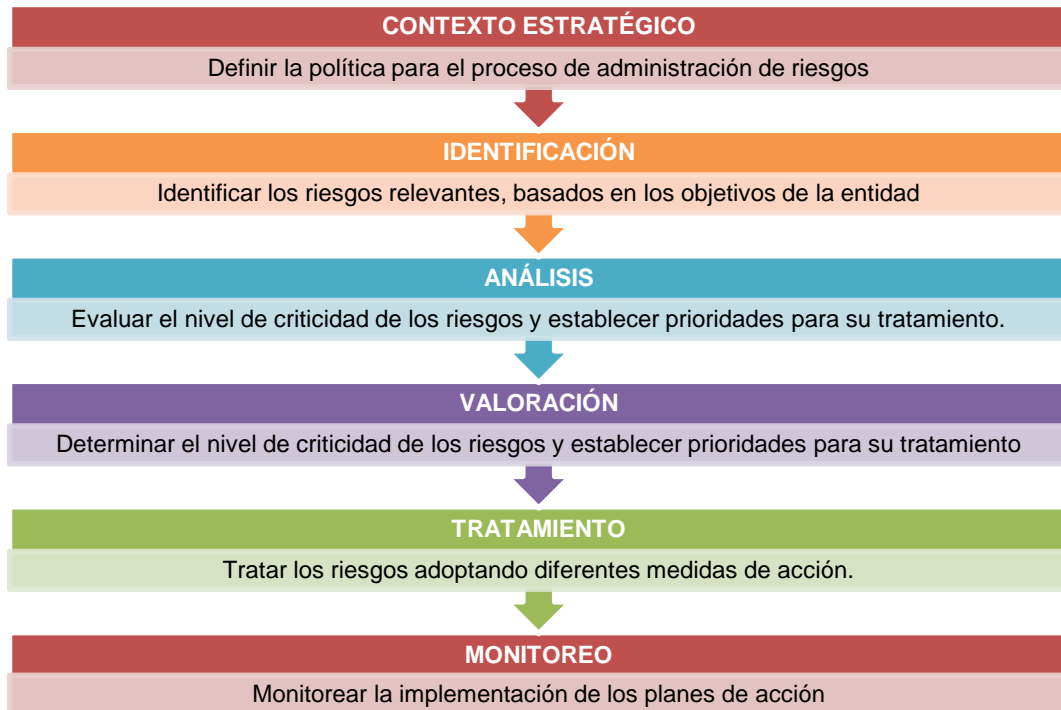 CONTEXTO ESTRATÉGICO
Definir la política para el proceso de administración de riesgos
IDENTIFICACIÓN
Identificar los riesgos relevantes, basados en los objetivos de la entidad
ANÁLISIS
Evaluar el nivel de criticidad de los riesgos y establecer prioridades para su tratamiento.
VALORACIÓN
Determinar el nivel de criticidad de los riesgos y establecer prioridades para su tratamiento
TRATAMIENTO
Tratar los riesgos adoptando diferentes medidas de acción.
MONITOREO
Monitorear la implementación de los planes de acción